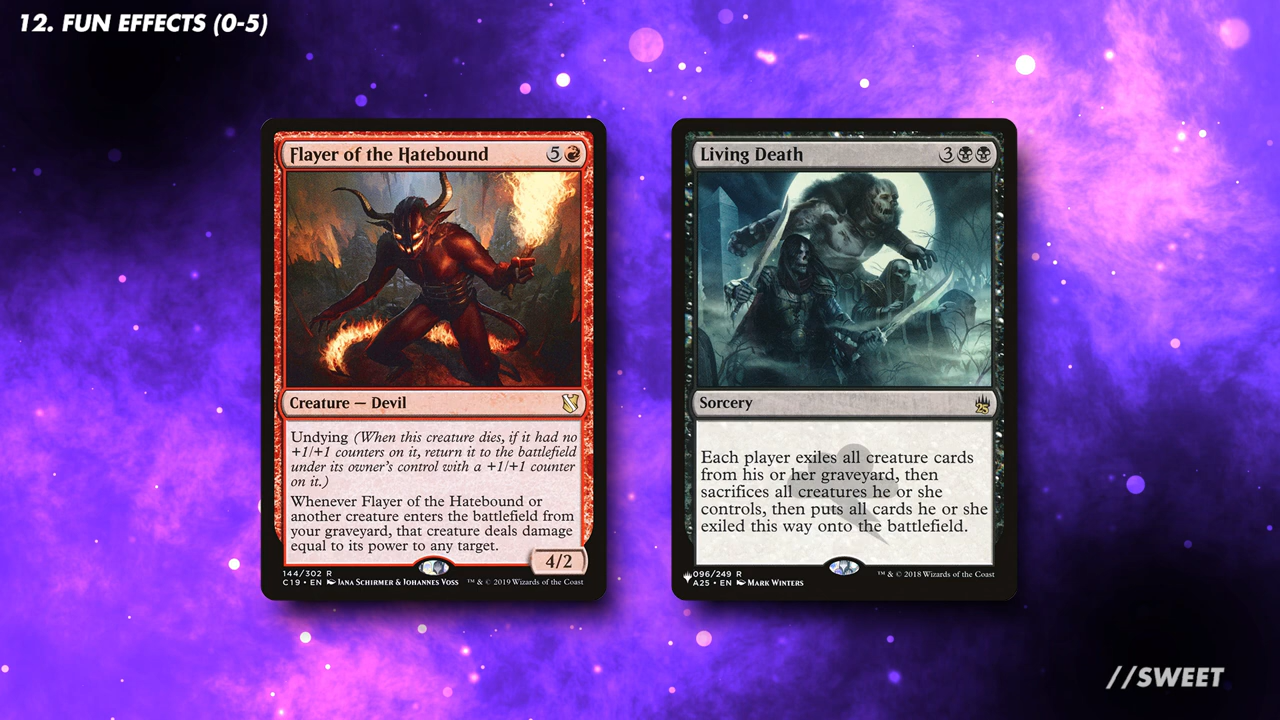 12. FUN EFFECTS (0-5)
Flayer of the Hatebound 5
Creature — Devil
Undying (When this creature dies, if it had no
+1/+1 counters on it, return it to the battlefield
under its owner's control with a +1/+1 counter
on it.)
Whenever Flayer of the Hatebound or
another creature enters the battlefield from
your graveyard, that creature deals damage
equal to its power to any target.
4/2
144/302 R
C19 • EN Jana Schirmer & Johannes Voss ™ & © 2019 Wizards of the Coast
Living Death 3
Sorcery
25
Each player exiles all creature cards
from his or her graveyard, then
sacrifices all creatures he or she
controls, then puts all cards he or she
exiled this way onto the battlefield.
096/249 R
A25 • EN Mark Winters ™ & © 2018 Wizards of the Coast
//SWEET